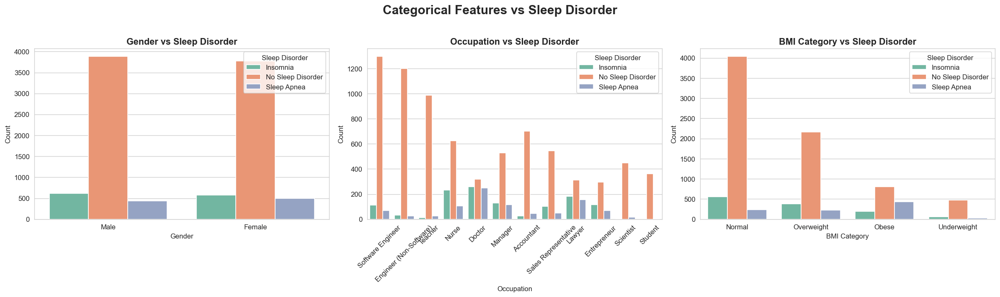 Categorical Features vs Sleep Disorder
Gender vs Sleep Disorder
4000
3500
3000
2500
2000
1500
1000
500
0
Count
Sleep Disorder
Insomnia
No Sleep Disorder
Sleep Apnea
Male
Female
Gender
Occupation vs Sleep Disorder
1200
1000
800
600
400
200
0
Count
Sleep Disorder
Insomnia
No Sleep Disorder
Sleep Apnea
Software Engineer
Engineer (Non-Software)
Teacher
Nurse
Doctor
Manager
Accountant
Sales Representative
Lawyer
Entrepreneur
Scientist
Student
Occupation
BMI Category vs Sleep Disorder
4000
3500
3000
2500
2000
1500
1000
500
0
Count
Sleep Disorder
Insomnia
No Sleep Disorder
Sleep Apnea
Normal
Overweight
Obese
Underweight
BMI Category